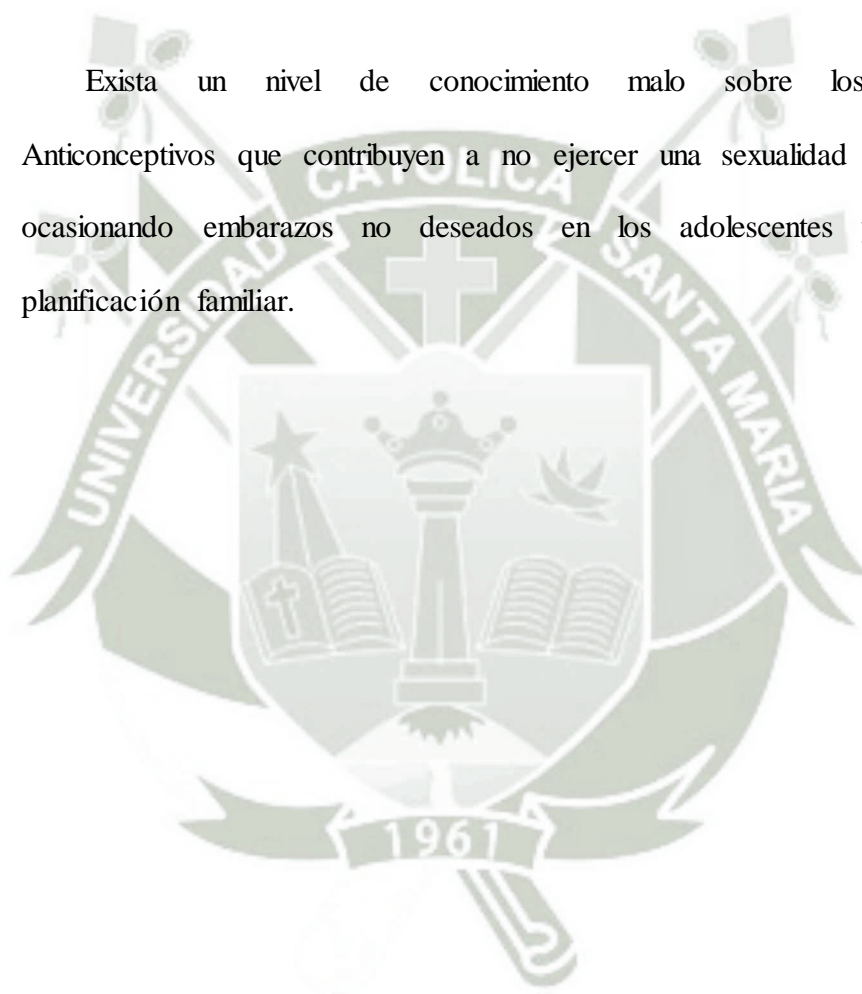 Exista un nivel de conocimiento malo sobre los
Anticonceptivos que contribuyen a no ejercer una sexualidad
ocasionando embarazos no deseados en los adolescentes
planificación familiar.
UNIVERSIDAD CATOLICA SANTA MARIA
1961